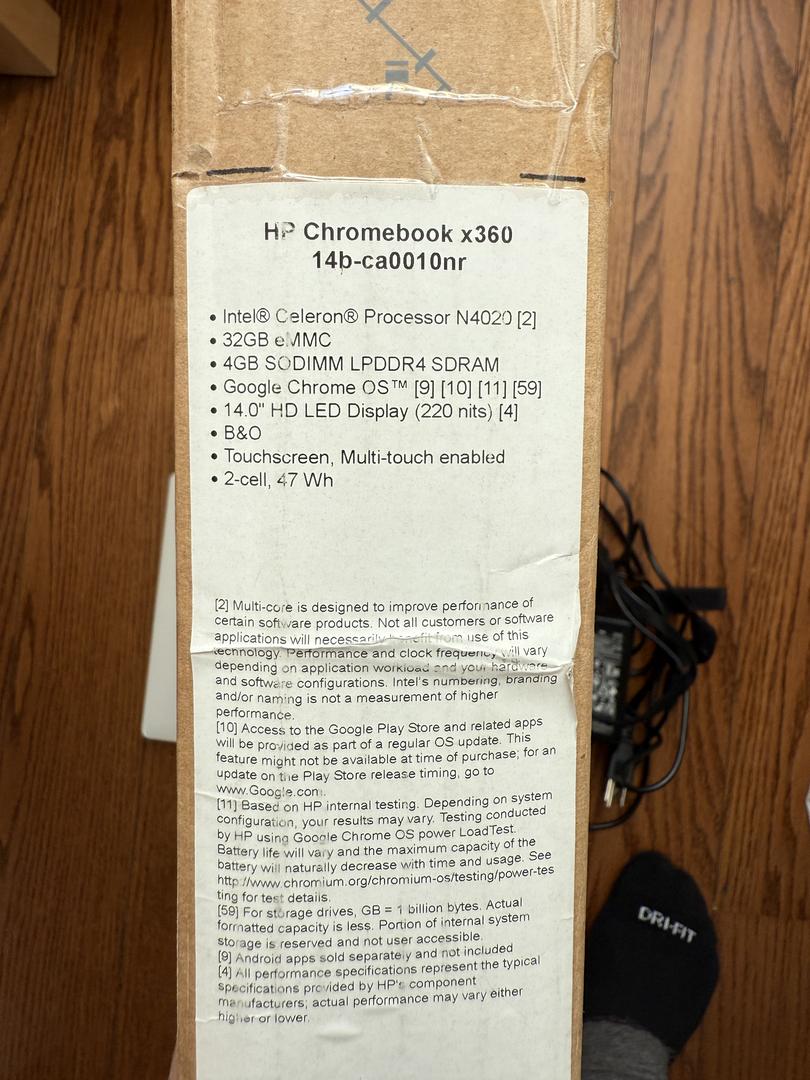 HP Chromebook x360
14b-ca0010nr
• Intel® Celeron® Processor N4020 [2]
• 32GB eMMC
• 4GB SODIMM LPDDR4 SDRAM
• Google Chrome OS™ [9] [10] [11] [59]
• 14.0" HD LED Display (220 nits) [4]
• B&O
• Touchscreen, Multi-touch enabled
• 2-cell, 47 Wh
[2] Multi-core is designed to improve performance of
certain software products. Not all customers or software
applications will necessarily benefit from use of this
technology. Performance and clock frequency will vary
depending on application workload and your hardware
and software configurations. Intel's numbering, branding
and/or naming is not a measurement of higher
performance.
[10] Access to the Google Play Store and related apps
will be provided as part of a regular OS update. This
feature might not be available at time of purchase; for an
update on the Play Store release timing, go to
www.Google.com.
[11] Based on HP internal testing. Depending on system
configuration, your results may vary. Testing conducted
by HP using Google Chrome OS power LoadTest.
Battery life will vary and the maximum capacity of the
battery will naturally decrease with time and usage. See
http://www.chromium.org/chromium-os/testing/power-tes
ting for test details.
[59] For storage drives, GB = 1 billion bytes. Actual
formatted capacity is less. Portion of internal system
storage is reserved and not user accessible.
[9] Android apps sold separately and not included
[4] All performance specifications represent the typical
specifications provided by HP's component
manufacturers; actual performance may vary either
higher or lower.
DRI-FIT